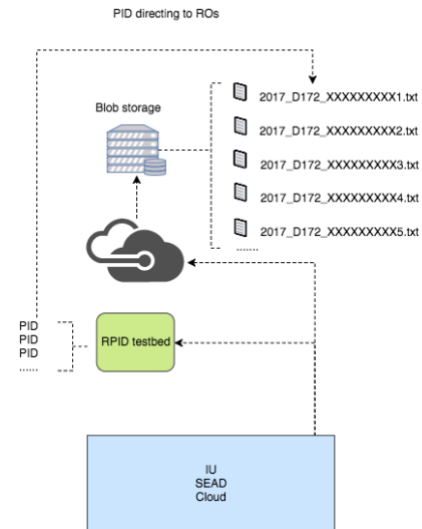 PID directing to ROs
Blob storage
2017_D172_XXXXXXXXX1.txt
2017_D172_XXXXXXXXX2.txt
2017_D172_XXXXXXXXX3.txt
2017_D172_XXXXXXXXX4.txt
2017_D172_XXXXXXXXX5.txt
.......
PID
PID
PID
......
RPID testbed
IU
SEAD
Cloud